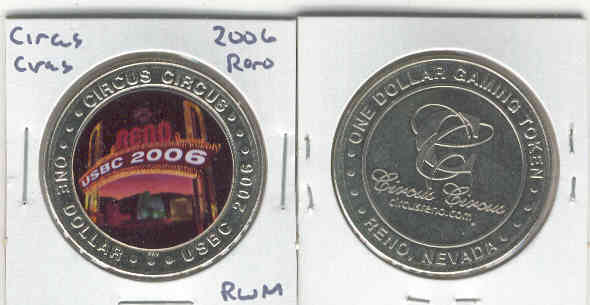 Circus 2006
Circus Reno
CIRCUS CIRCUS
RENO
USBC 2006
ONE DOLLAR
USBC 2006
RWM
ONE DOLLAR GAMING TOKEN
Circus Circus
circusreno.com
RENO, NEVADA